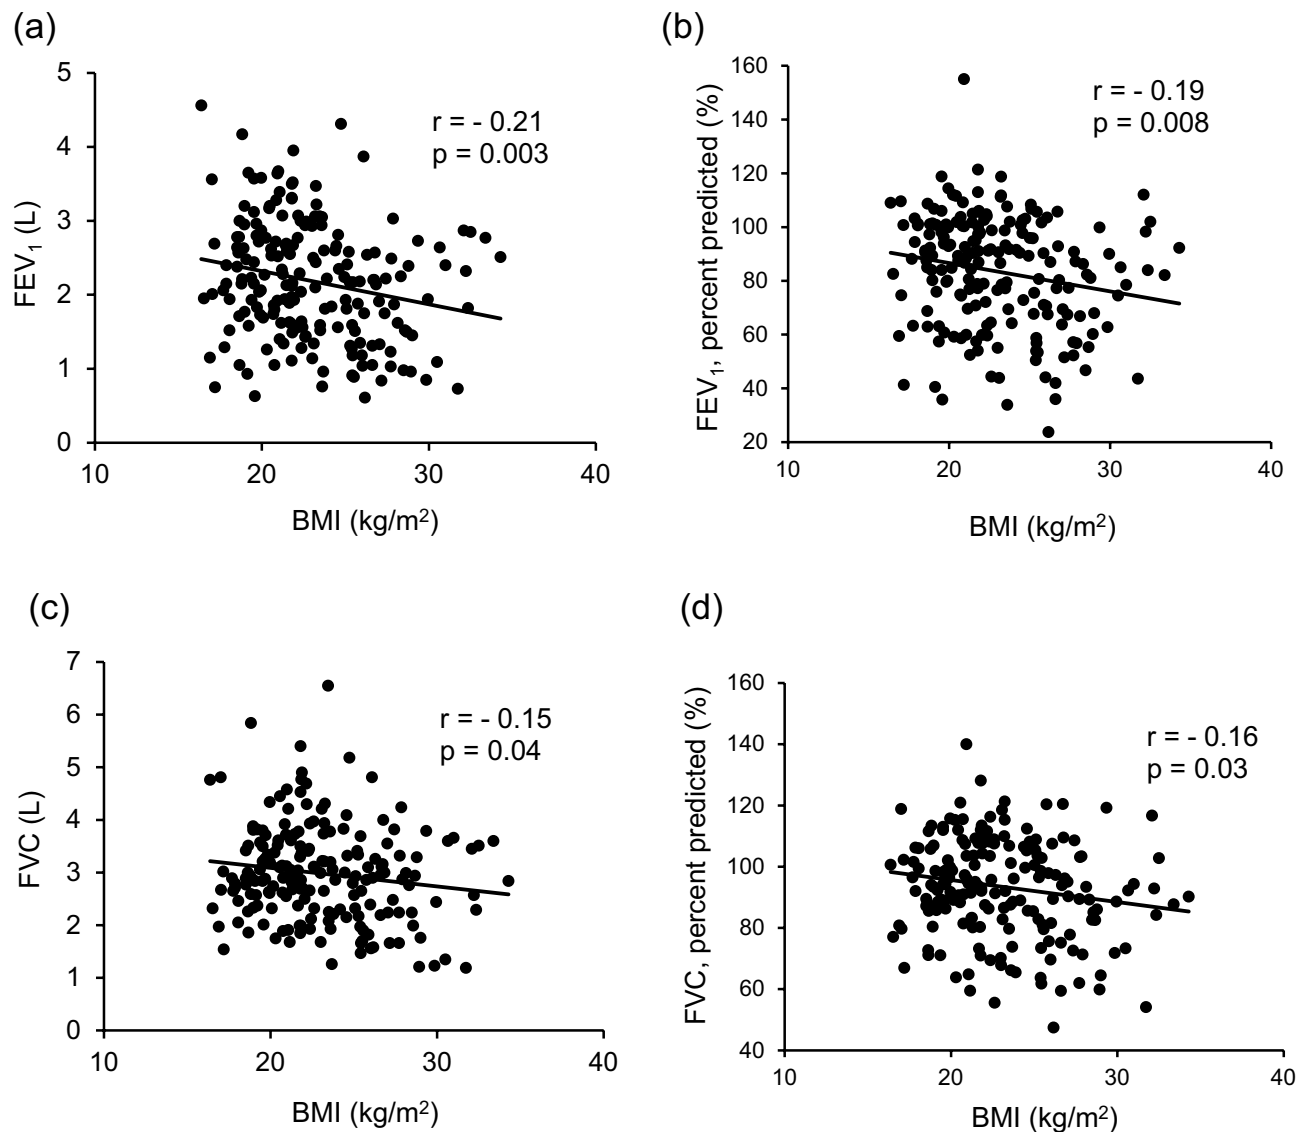 (a)
5
4
3
2
1
0
FEV₁ (L)
r = - 0.21
p = 0.003
10 20 30 40
BMI (kg/m²)
(b)
160
140
120
100
80
60
40
20
FEV₁, percent predicted (%)
r = - 0.19
p = 0.008
10 20 30 40
BMI (kg/m²)
(c)
7
6
5
4
3
2
1
0
FVC (L)
r = - 0.15
p = 0.04
10 20 30 40
BMI (kg/m²)
(d)
160
140
120
100
80
60
40
FVC, percent predicted (%)
r = - 0.16
p = 0.03
10 20 30 40
BMI (kg/m²)